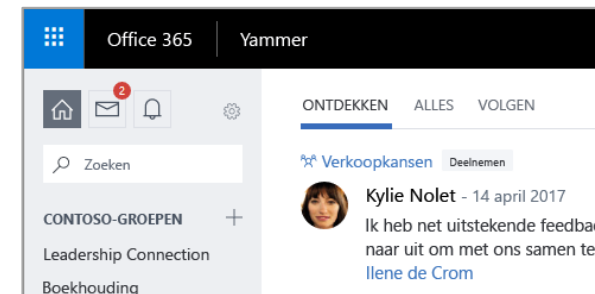 Office 365 Yammer
2
ONTDEKKEN ALLES VOLGEN
Zoeken
Verkoopkansen Deelnemen
Kylie Nolet - 14 april 2017
CONTOSO-GROEPEN
Ik heb net uitstekende
Leadership Connection
naar uit om met ons samen te
Ilene de Crom
Boekhouding